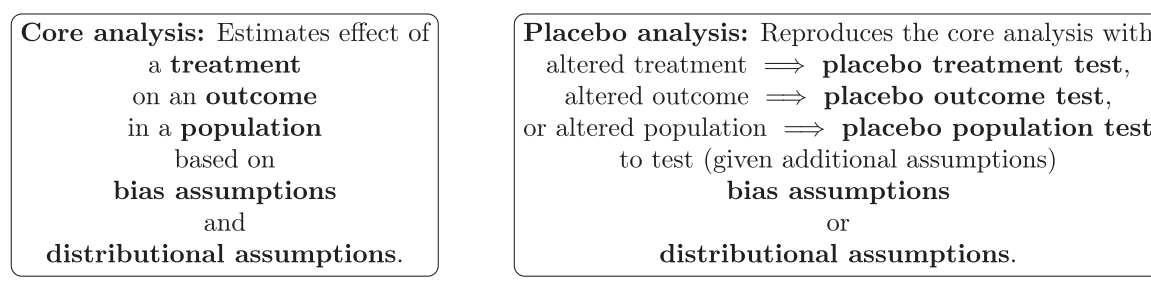 Core analysis: Estimates effect of
a treatment
on an outcome
in a population
based on
bias assumptions
and
distributional assumptions.
Placebo analysis: Reproduces the core analysis with
altered treatment ⟹ placebo treatment test,
altered outcome ⟹ placebo outcome test,
or altered population ⟹ placebo population test
to test (given additional assumptions)
bias assumptions
or
distributional assumptions.